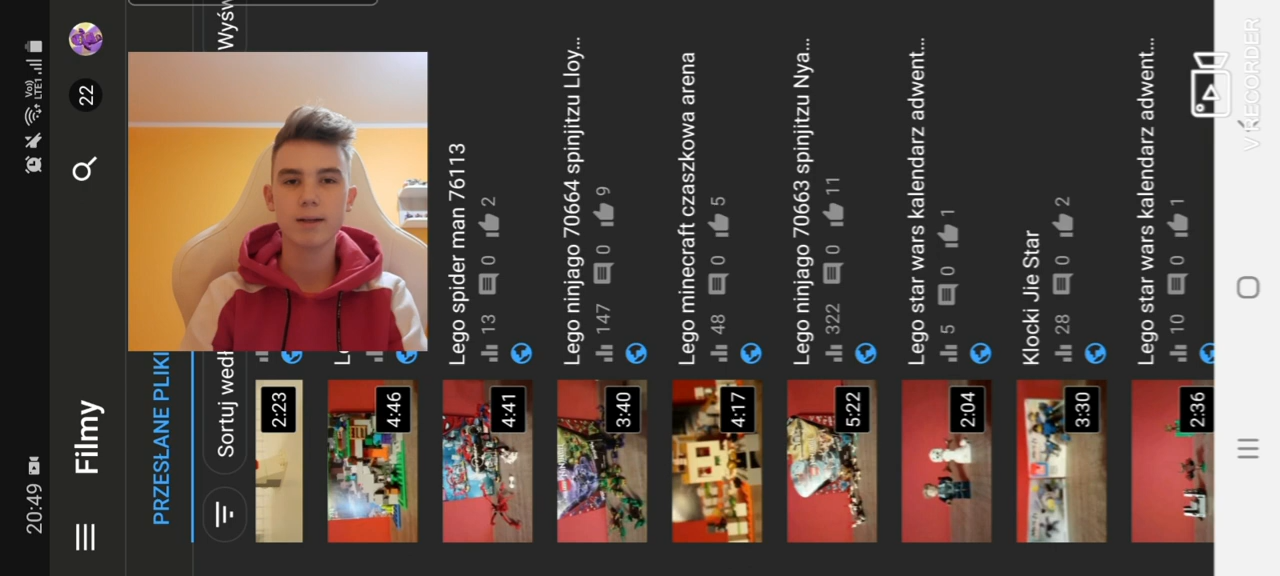 20:49
Vo))
LTE1
Filmy
22
PRZESŁANE PLIKI
Sortuj wedł
Wyśw
2:23
4:46
Lego spider man 76113
13 0 2
4:41
Lego ninjago 70664 spinjitzu Lloy...
147 0 9
3:40
Lego minecraft czaszkowa arena
48 0 5
4:17
Lego ninjago 70663 spinjitzu Nya...
322 0 11
5:22
Lego star wars kalendarz adwent...
5 0 1
2:04
Klocki Jie Star
28 0 2
3:30
Lego star wars kalendarz adwent...
10 0 1
2:36
V RECORDER